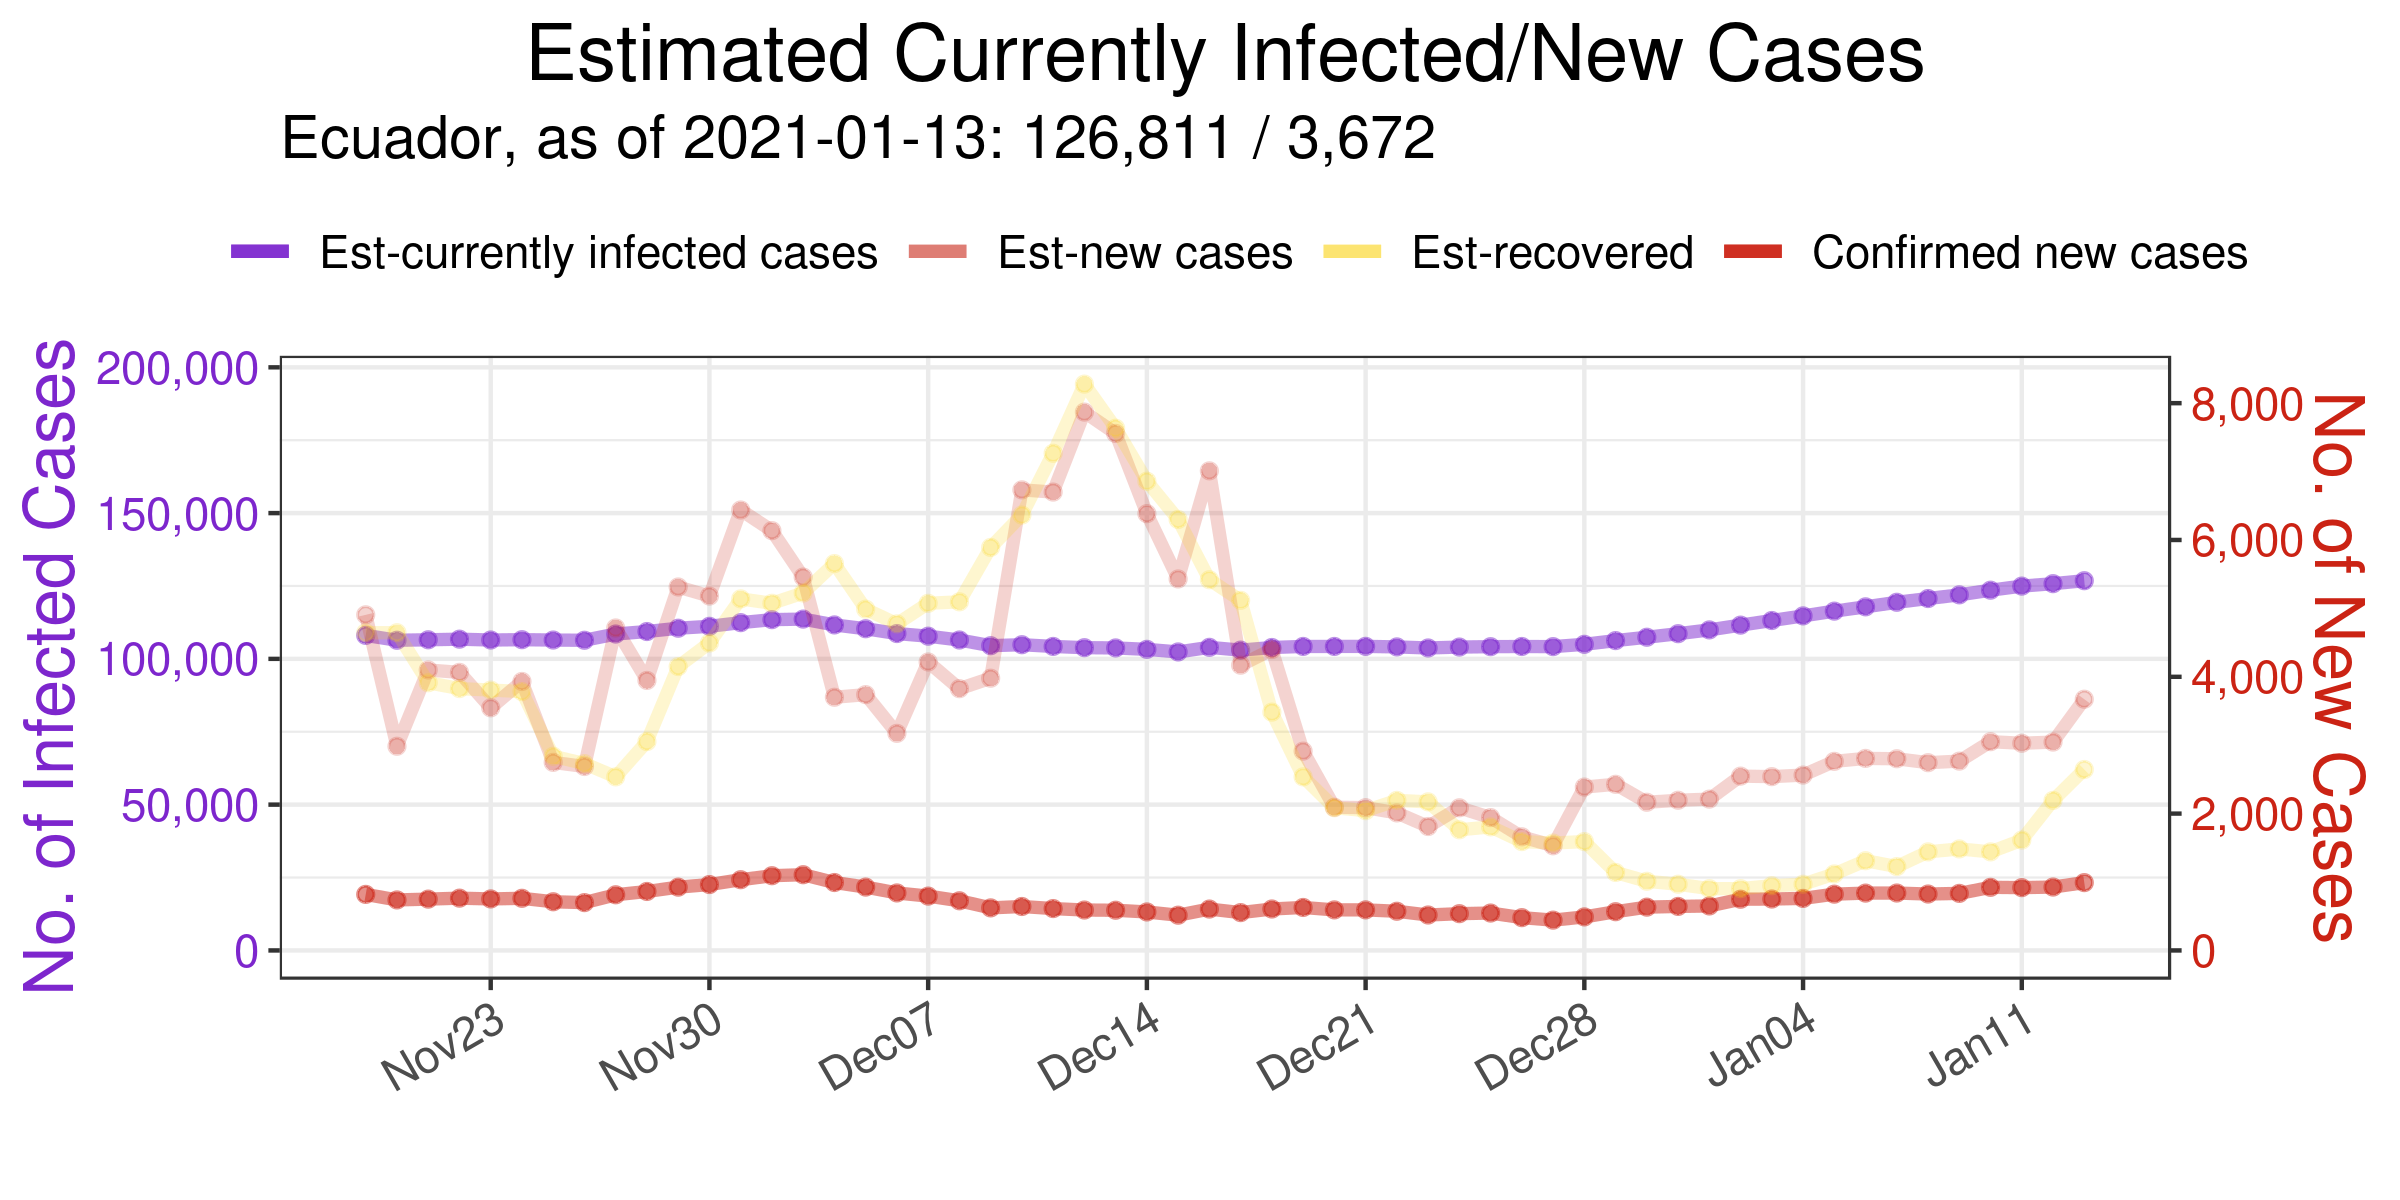 Estimated Currently Infected/New Cases
Ecuador, as of 2021-01-13: 126,811 / 3,672
Est-currently infected cases Est-new cases Est-recovered Confirmed new cases
No. of Infected Cases
200,000
150,000
100,000
50,000
0
8,000
6,000
4,000
2,000
0
No. of New Cases
Nov23 Nov30 Dec07 Dec14 Dec21 Dec28 Jan04 Jan11